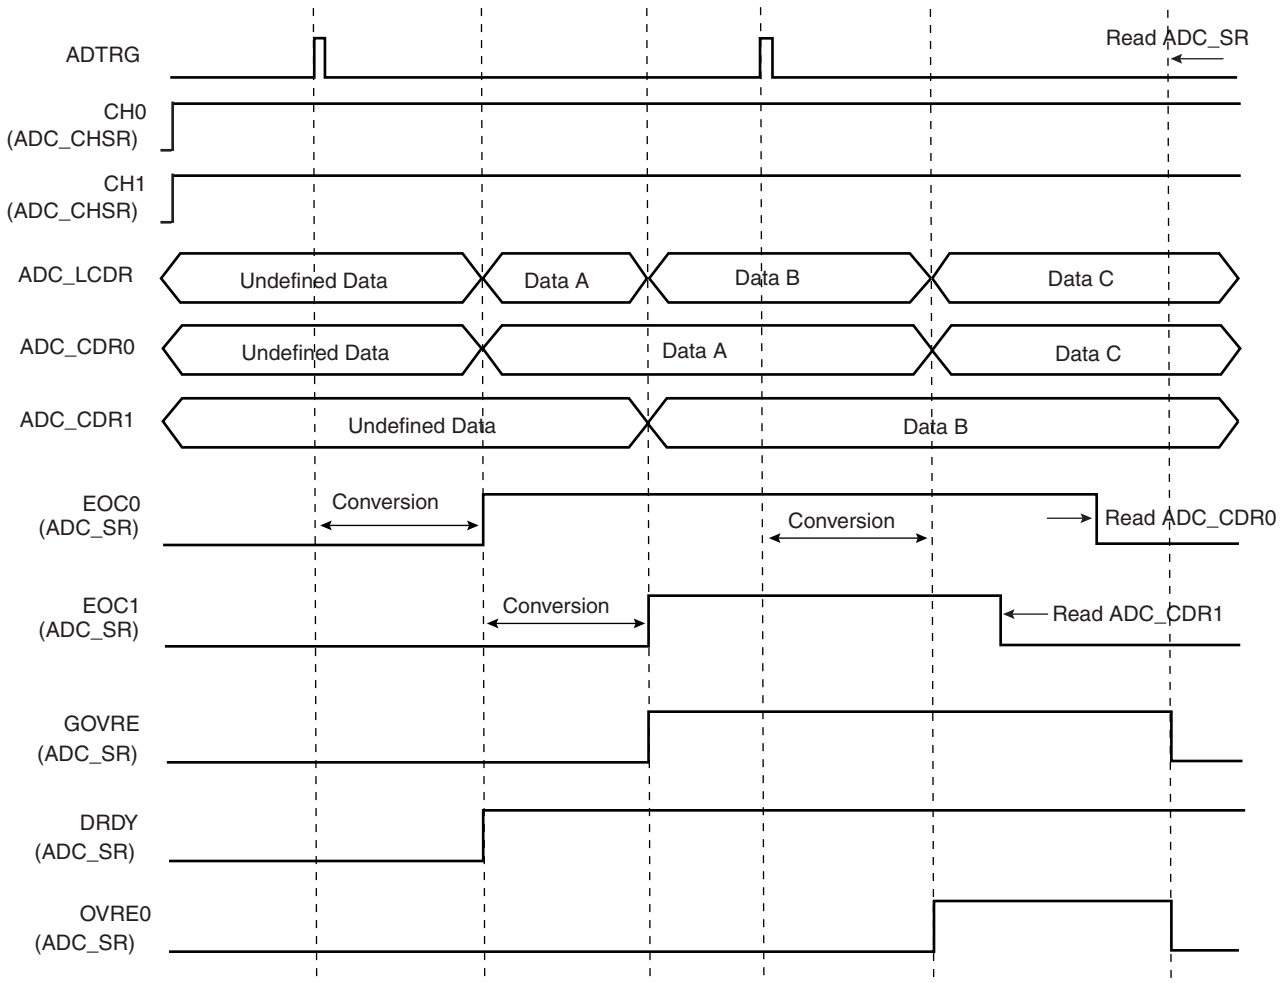 ADTRG
Read ADC_SR
CH0
(ADC_CHSR)
CH1
(ADC_CHSR)
ADC_LCDR
Undefined Data
Data A
Data B
Data C
ADC_CDR0
Undefined Data
Data A
Data C
ADC_CDR1
Undefined Data
Data B
EOC0
(ADC_SR)
Conversion
Conversion
Read ADC_CDR0
EOC1
(ADC_SR)
Conversion
Read ADC_CDR1
GOVRE
(ADC_SR)
DRDY
(ADC_SR)
OVRE0
(ADC_SR)